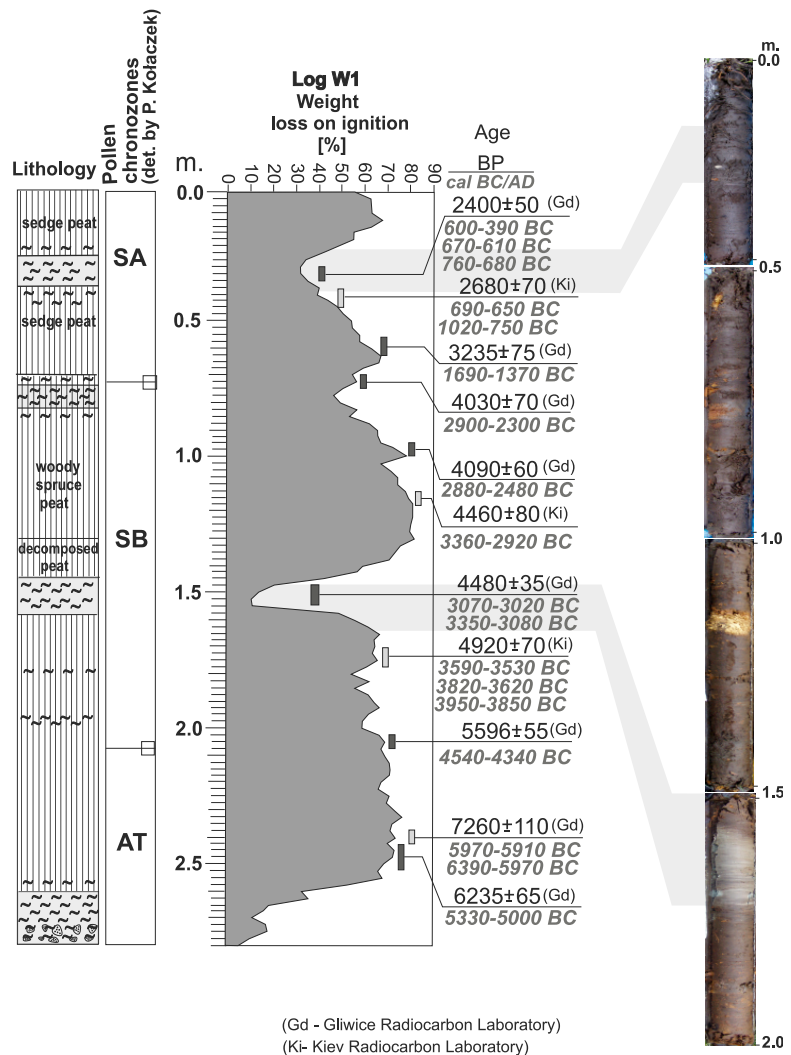 Log W1
Weight
loss on ignition
[%]
Lithology
Pollen
chronozones
(det. by P. Kołaczek)
m.
0 10 20 30 40 50 60 70 80 90
Age
BP
cal BC/AD
0.0
0.5
1.0
1.5
2.0
2.5
sedge peat
sedge peat
woody
spruce
peat
decomposed
peat
SA
SB
AT
2400±50 (Gd)
600-390 BC
670-610 BC
760-680 BC
2680±70 (Ki)
690-650 BC
1020-750 BC
3235±75 (Gd)
1690-1370 BC
4030±70 (Gd)
2900-2300 BC
4090±60 (Gd)
2880-2480 BC
4460±80 (Ki)
3360-2920 BC
4480±35 (Gd)
3070-3020 BC
3350-3080 BC
4920±70 (Ki)
3590-3530 BC
3820-3620 BC
3950-3850 BC
5596±55 (Gd)
4540-4340 BC
7260±110 (Gd)
5970-5910 BC
6390-5970 BC
6235±65 (Gd)
5330-5000 BC
m.
0.0
0.5
1.0
1.5
2.0
(Gd - Gliwice Radiocarbon Laboratory)
(Ki- Kiev Radiocarbon Laboratory)